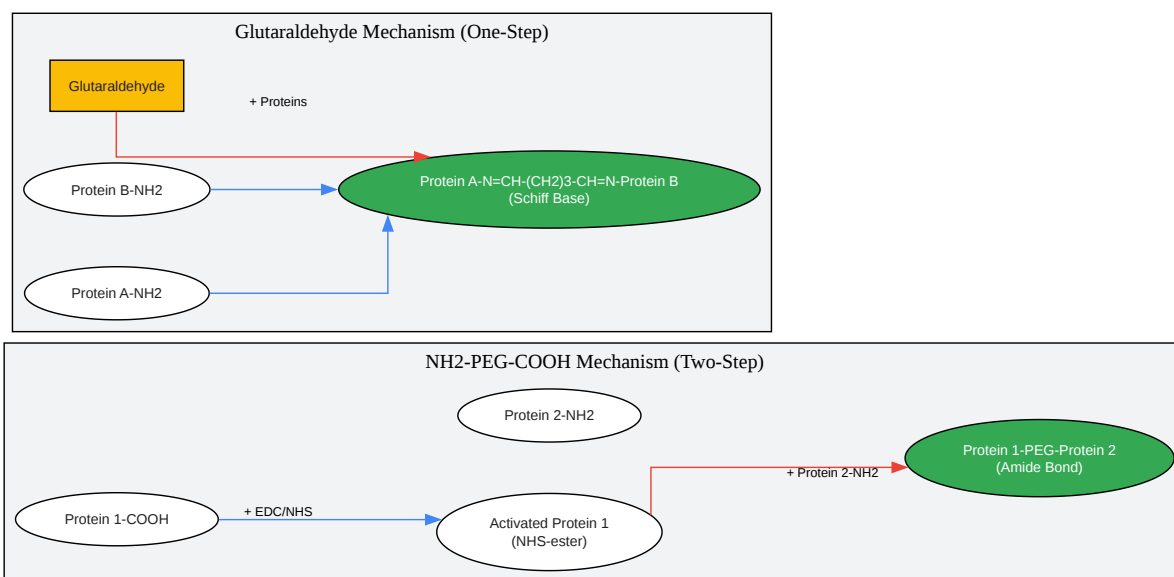 Glutaraldehyde Mechanism (One-Step)
Glutaraldehyde
+ Proteins
Protein B-NH2
Protein A-N=CH-(CH2)3-CH=N-Protein B
(Schiff Base)
Protein A-NH2
NH2-PEG-COOH Mechanism (Two-Step)
Protein 2-NH2
Protein 1-PEG-Protein 2
(Amide Bond)
+ Protein 2-NH2
Protein 1-COOH
+ EDC/NHS
Activated Protein 1
(NHS-ester)